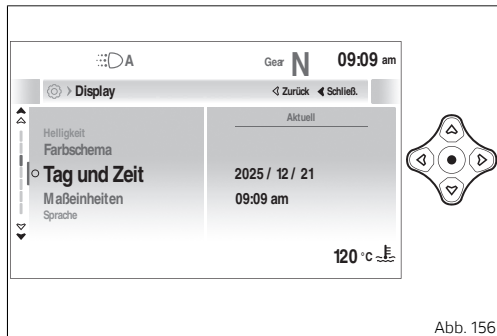 A Gear N 09:09 am
Display Zurück Schließ.
Aktuell
Helligkeit
Farbschema
Tag und Zeit 2025 / 12 / 21
Maßeinheiten 09:09 am
Sprache
120 °C
Abb. 156